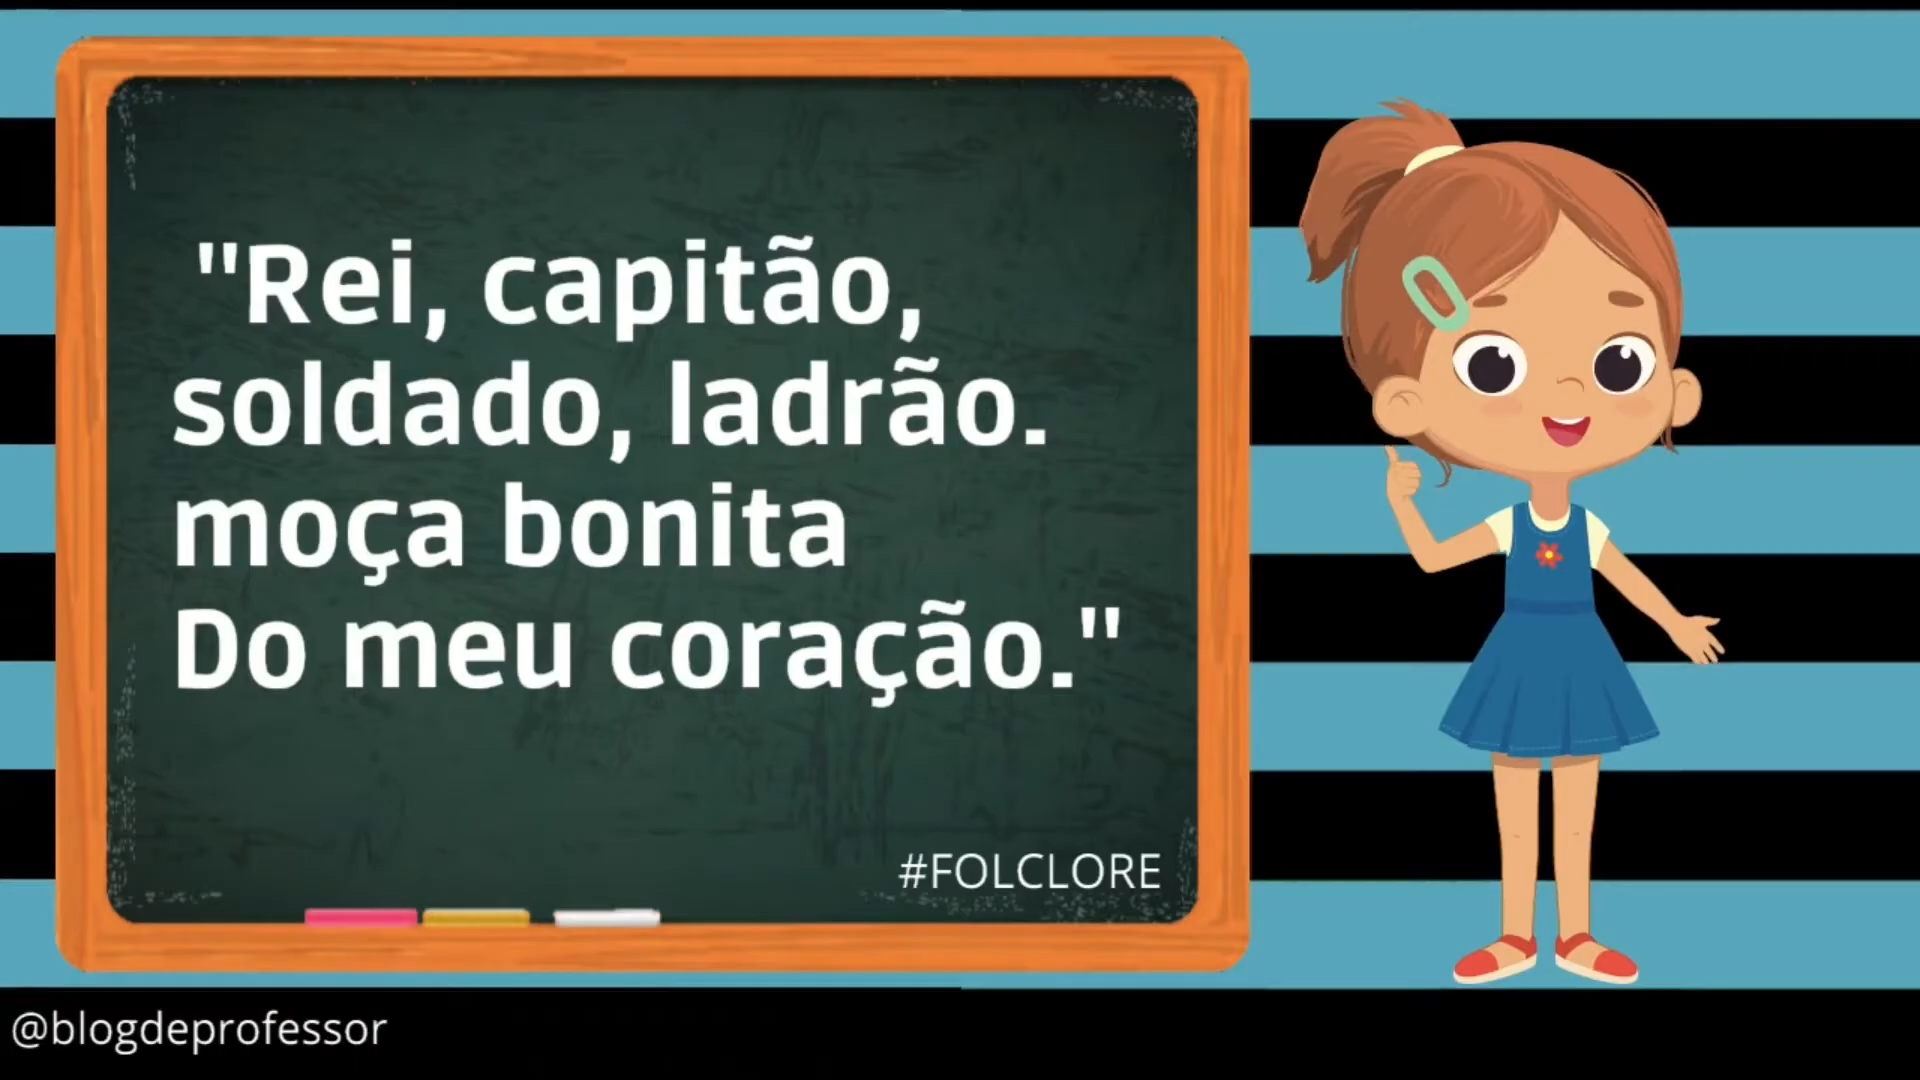 "Rei, capitão,
soldado, ladrão.
moça bonita
Do meu coração."
#FOLCLORE
@blogdeprofessor